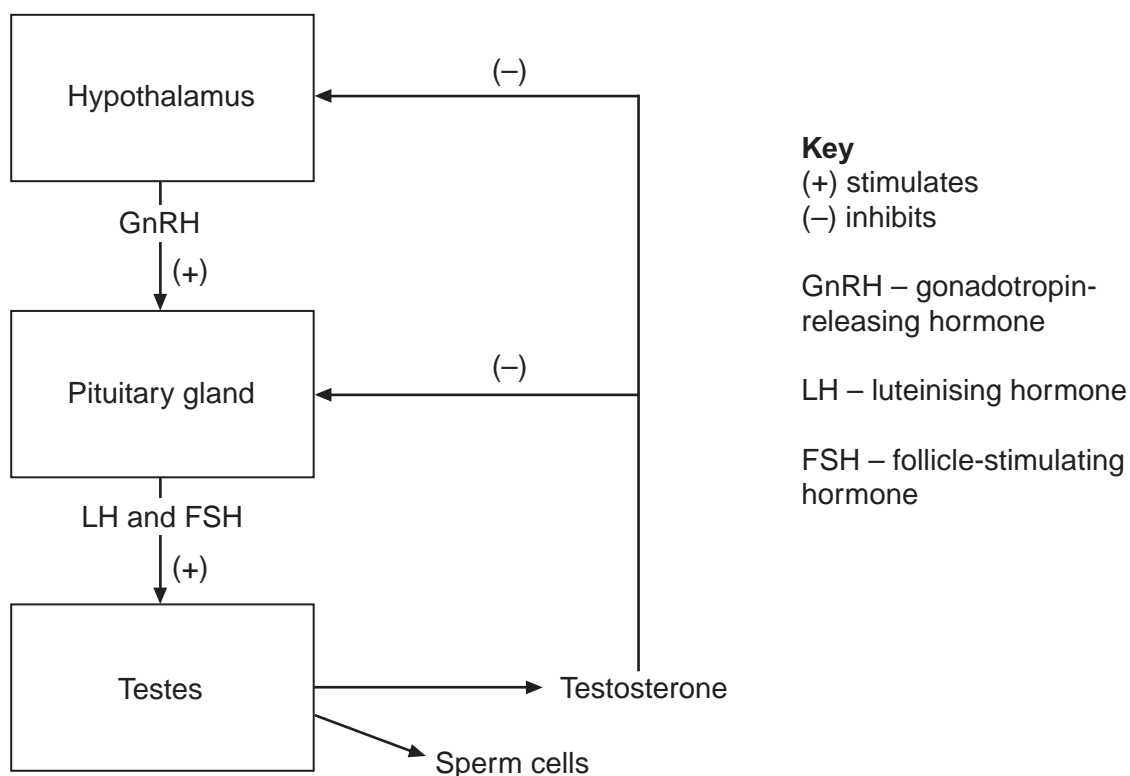 (–)
Hypothalamus
GnRH
(+)
(–)
Pituitary gland
LH and FSH
(+)
Testes
Testosterone
Sperm cells
Key
(+) stimulates
(–) inhibits
GnRH – gonadotropin-
releasing hormone
LH – luteinising hormone
FSH – follicle-stimulating
hormone